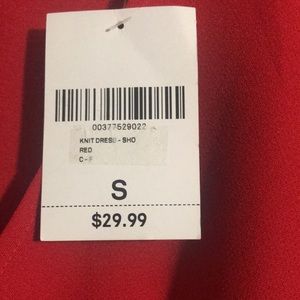 00377529022
KNIT DRESS - SHO
RED
C -
S
$29.99